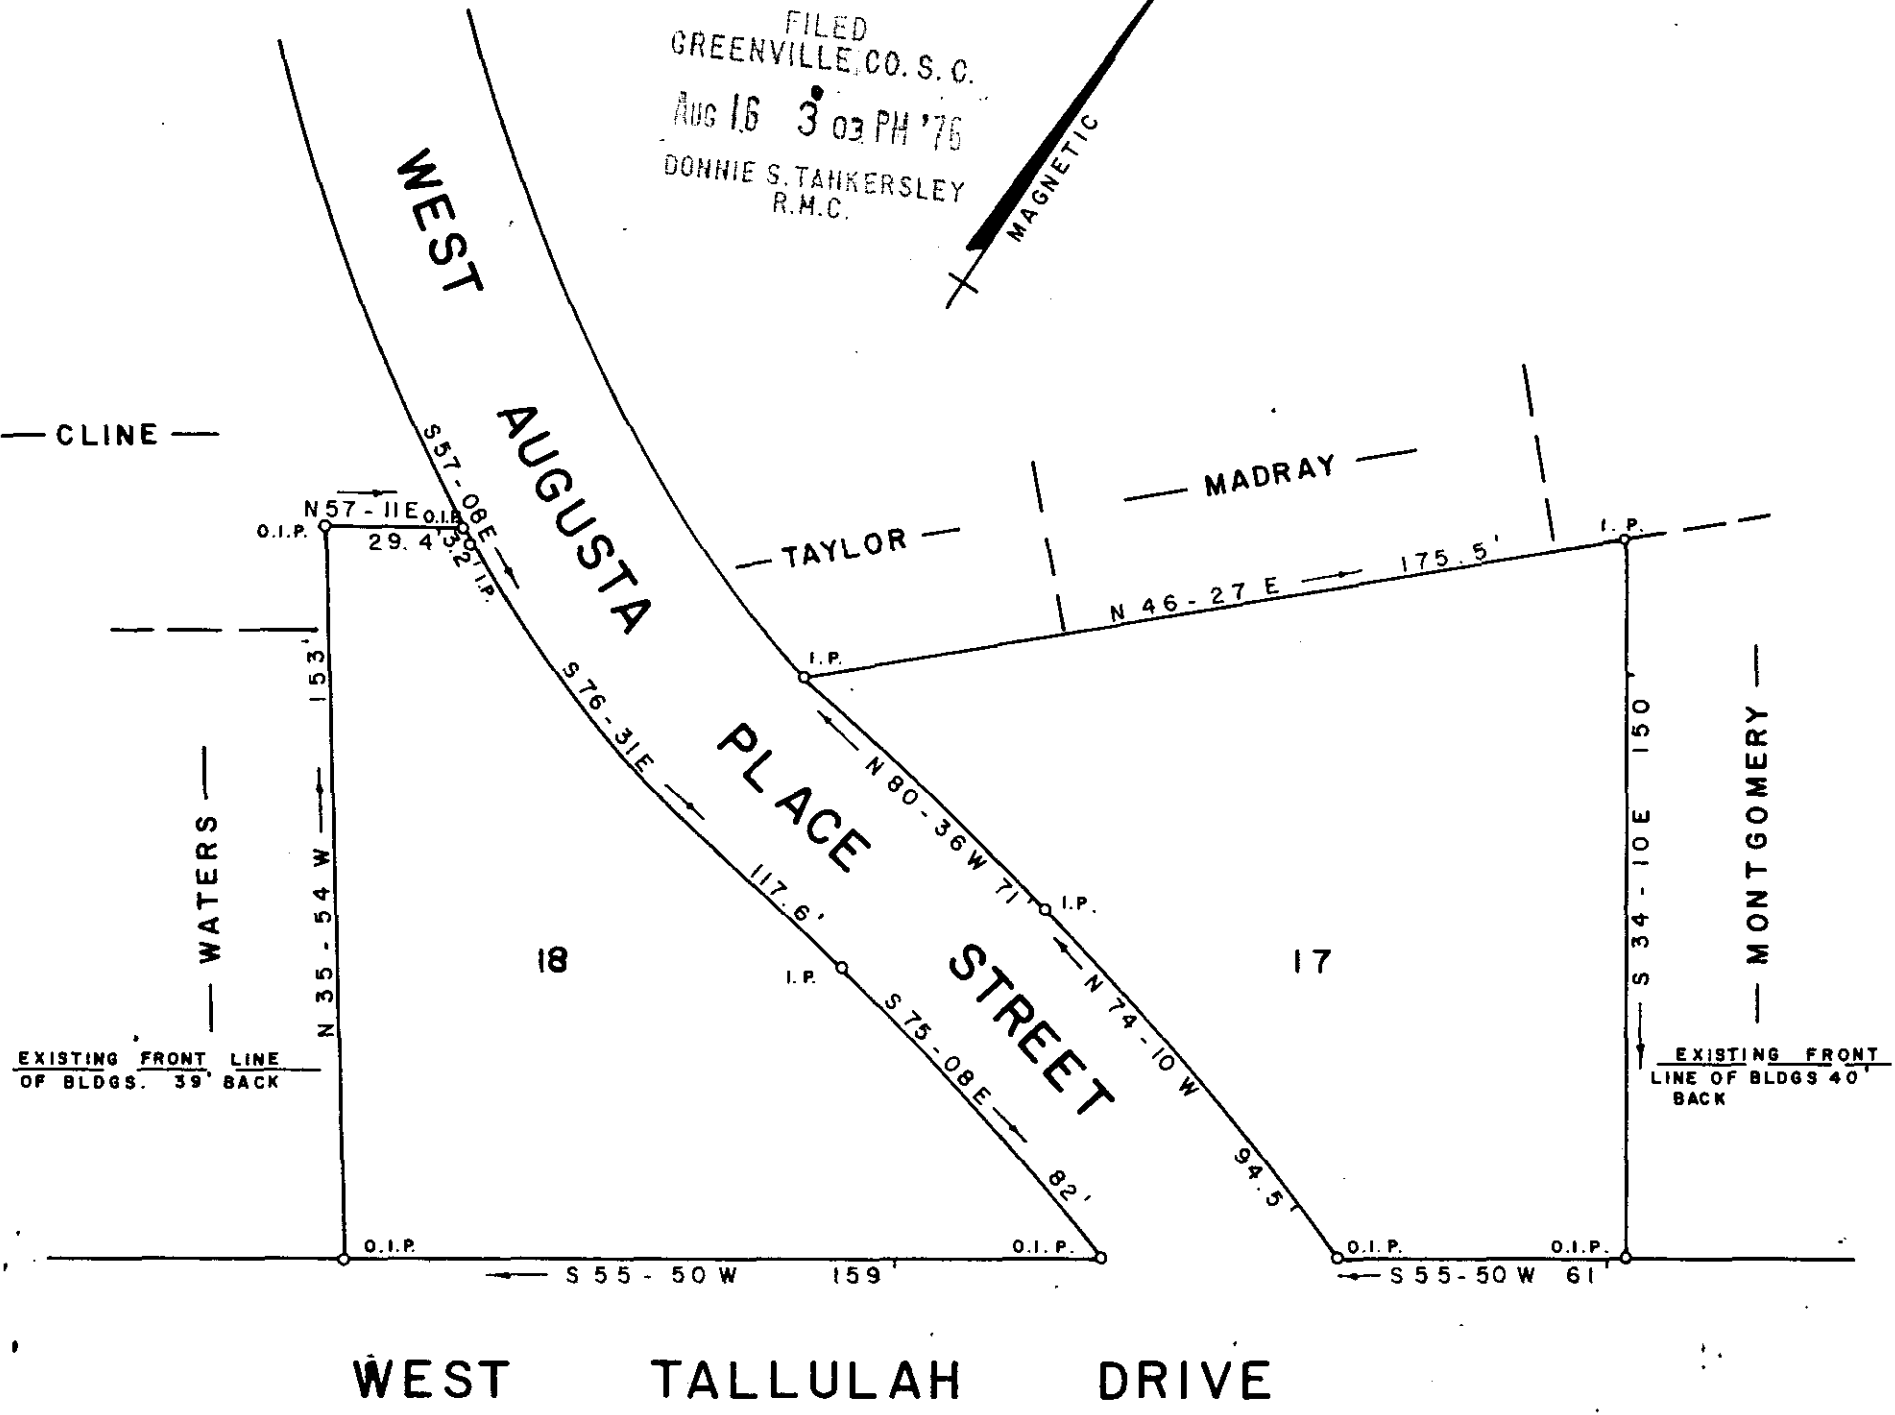 FILED
GREENVILLE CO. S. C.
AUG 16 3 03 PM '76
DONNIE S. TANKERSLEY
R.M.C.
MAGNETIC
WEST AUGUSTA PLACE STREET
— CLINE —
— TAYLOR —
— MADRAY —
S 57-08 E
N 57-11 E
O.I.P.
O.I.P.
29.4'
3.2'
I.P.
I.P.
N 46-27 E 175.5'
I.P.
N 35-54 W 153'
S 76-31 E 117.6'
N 80-36 W 71'
S 34-10 E 150'
— WATERS —
— MONTGOMERY —
I.P.
I.P.
18
17
S 75-08 E 82'
N 74-10 W 94.5'
EXISTING FRONT LINE
OF BLDGS. 39' BACK
EXISTING FRONT
LINE OF BLDGS 40'
BACK
O.I.P.
O.I.P.
O.I.P.
O.I.P.
S 55-50 W 159'
S 55-50 W 61'
WEST TALLULAH DRIVE